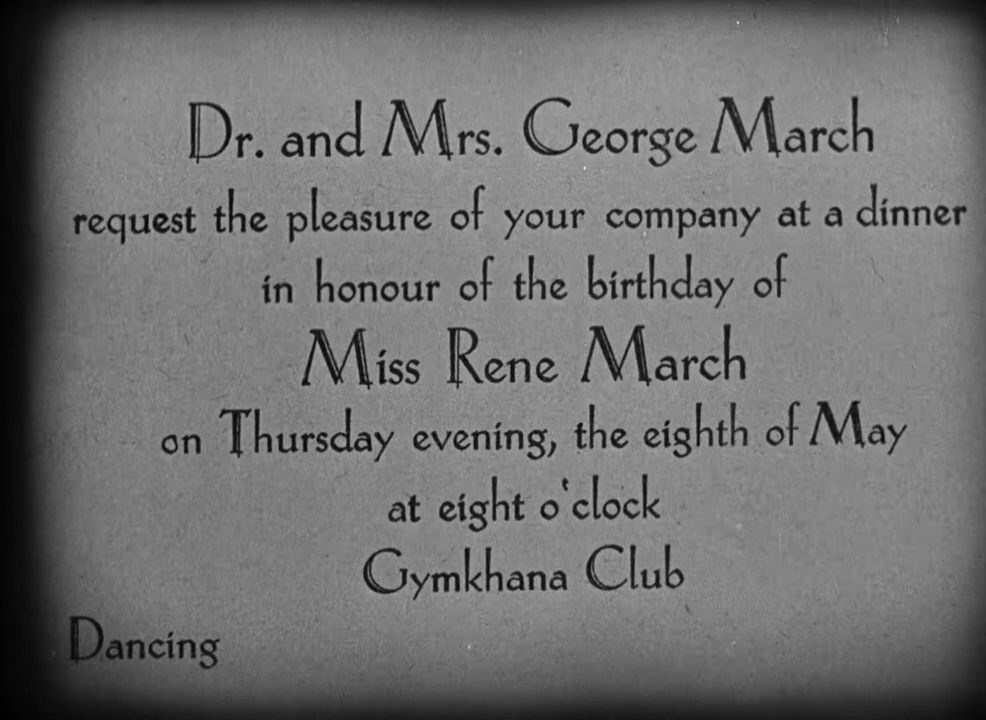 Dr. and Mrs. George March
request the pleasure of your company at a dinner
in honour of the birthday of
Miss Rene March
on Thursday evening, the eighth of May
at eight o'clock
Gymkhana Club
Dancing